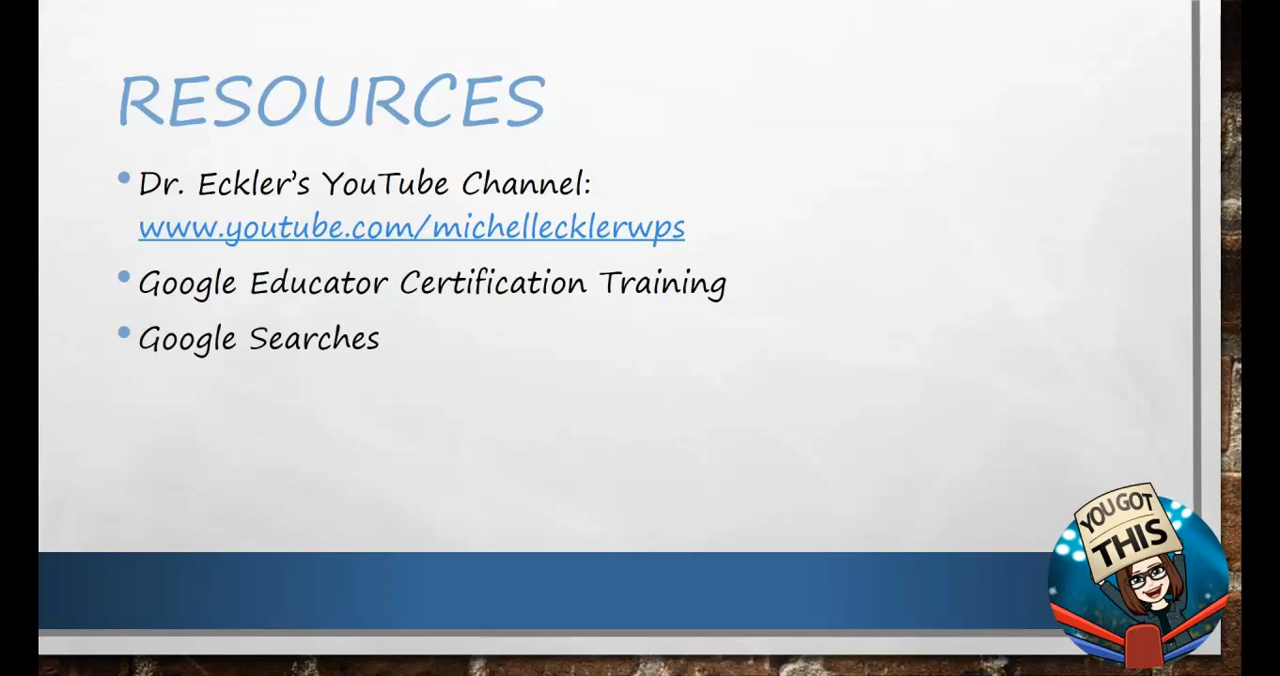 RESOURCES
Dr. Eckler's YouTube Channel:
www.youtube.com/michellecklerwps
Google Educator Certification Training
Google Searches
YOU GOT
THIS